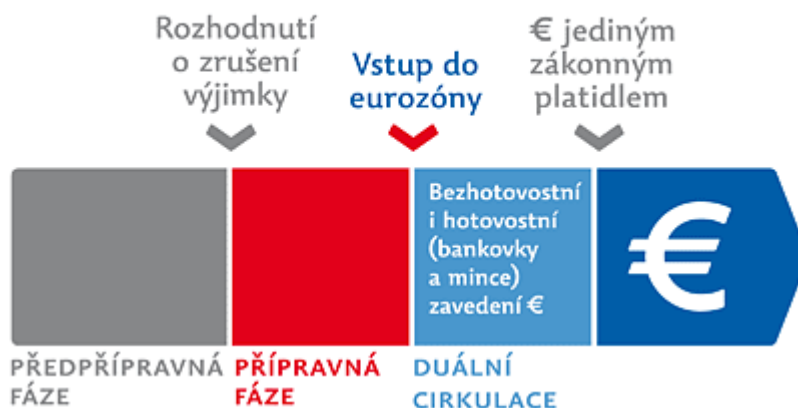 Rozhodnutí
o zrušení
výjimky
Vstup do
eurozóny
€ jediným
zákonným
platidlem
Bezhotovostní
i hotovostní
(bankovky
a mince)
zavedení €
€
PŘEDPŘÍPRAVNÁ
FÁZE
PŘÍPRAVNÁ
FÁZE
DUÁLNÍ
CIRKULACE